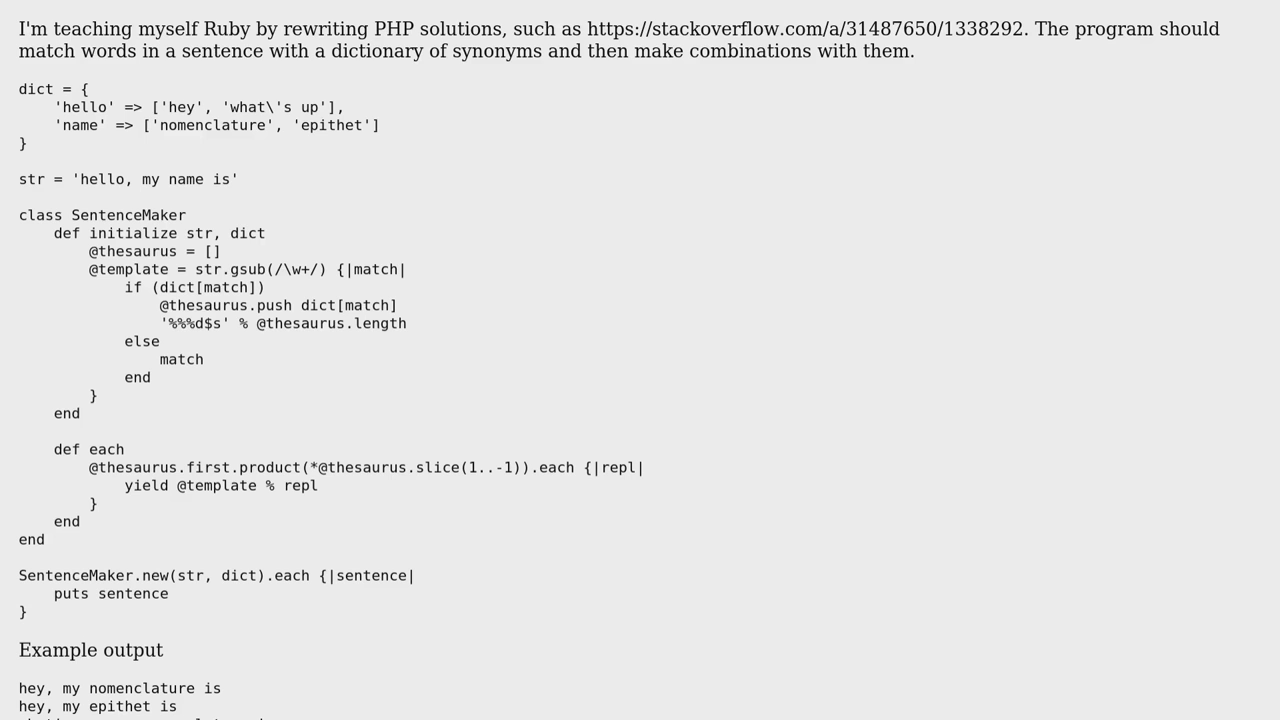 I'm teaching myself Ruby by rewriting PHP solutions, such as https://stackoverflow.com/a/31487650/1338292. The program should
match words in a sentence with a dictionary of synonyms and then make combinations with them.
dict = {
    'hello' => ['hey', 'what\'s up'],
    'name' => ['nomenclature', 'epithet']
}
str = 'hello, my name is'
class SentenceMaker
    def initialize str, dict
        @thesaurus = []
        @template = str.gsub(/\w+/) {|match|
            if (dict[match])
                @thesaurus.push dict[match]
                '%%%d$s' % @thesaurus.length
            else
                match
            end
        }
    end
    def each
        @thesaurus.first.product(*@thesaurus.slice(1..-1)).each {|repl|
            yield @template % repl
        }
    end
end
SentenceMaker.new(str, dict).each {|sentence|
    puts sentence
}
Example output
hey, my nomenclature is
hey, my epithet is